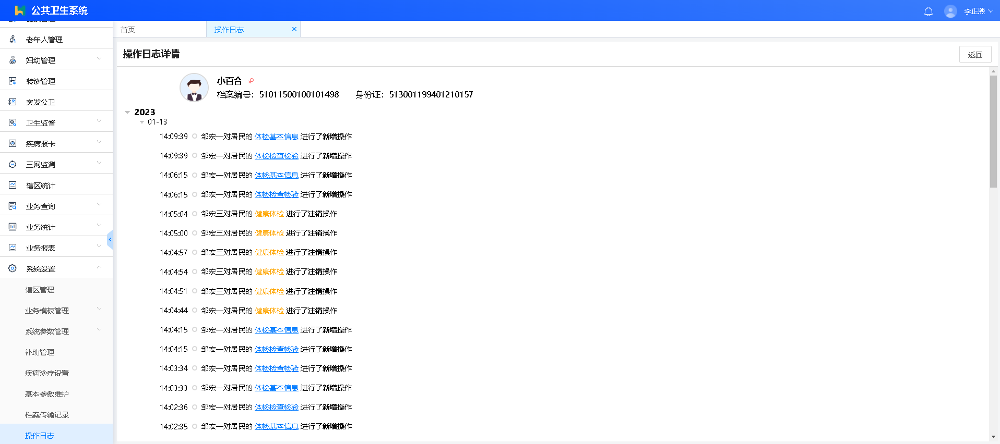 公共卫生系统
李正熙
老年人管理
妇幼管理
转诊管理
突发公卫
卫生监督
疾病报卡
三网监测
辖区统计
业务查询
业务统计
业务报表
系统设置
辖区管理
业务模板管理
系统参数管理
补助管理
疾病诊疗设置
基本参数维护
档案传输记录
操作日志
首页
操作日志
操作日志详情
返回
小百合
档案编号：51011500100101498 身份证：513001199401210157
2023
01-13
14:09:39 邹宏一对居民的 体检基本信息 进行了新增操作
14:09:39 邹宏一对居民的 体检检查检验 进行了新增操作
14:06:15 邹宏一对居民的 体检基本信息 进行了新增操作
14:06:15 邹宏一对居民的 体检检查检验 进行了新增操作
14:05:04 邹宏三对居民的 健康体检 进行了注销操作
14:05:00 邹宏三对居民的 健康体检 进行了注销操作
14:04:57 邹宏三对居民的 健康体检 进行了注销操作
14:04:54 邹宏三对居民的 健康体检 进行了注销操作
14:04:51 邹宏三对居民的 健康体检 进行了注销操作
14:04:44 邹宏一对居民的 健康体检 进行了注销操作
14:04:15 邹宏一对居民的 体检基本信息 进行了新增操作
14:04:15 邹宏一对居民的 体检检查检验 进行了新增操作
14:03:34 邹宏一对居民的 体检检查检验 进行了新增操作
14:03:33 邹宏一对居民的 体检基本信息 进行了新增操作
14:02:36 邹宏一对居民的 体检检查检验 进行了新增操作
14:02:35 邹宏一对居民的 体检基本信息 进行了新增操作